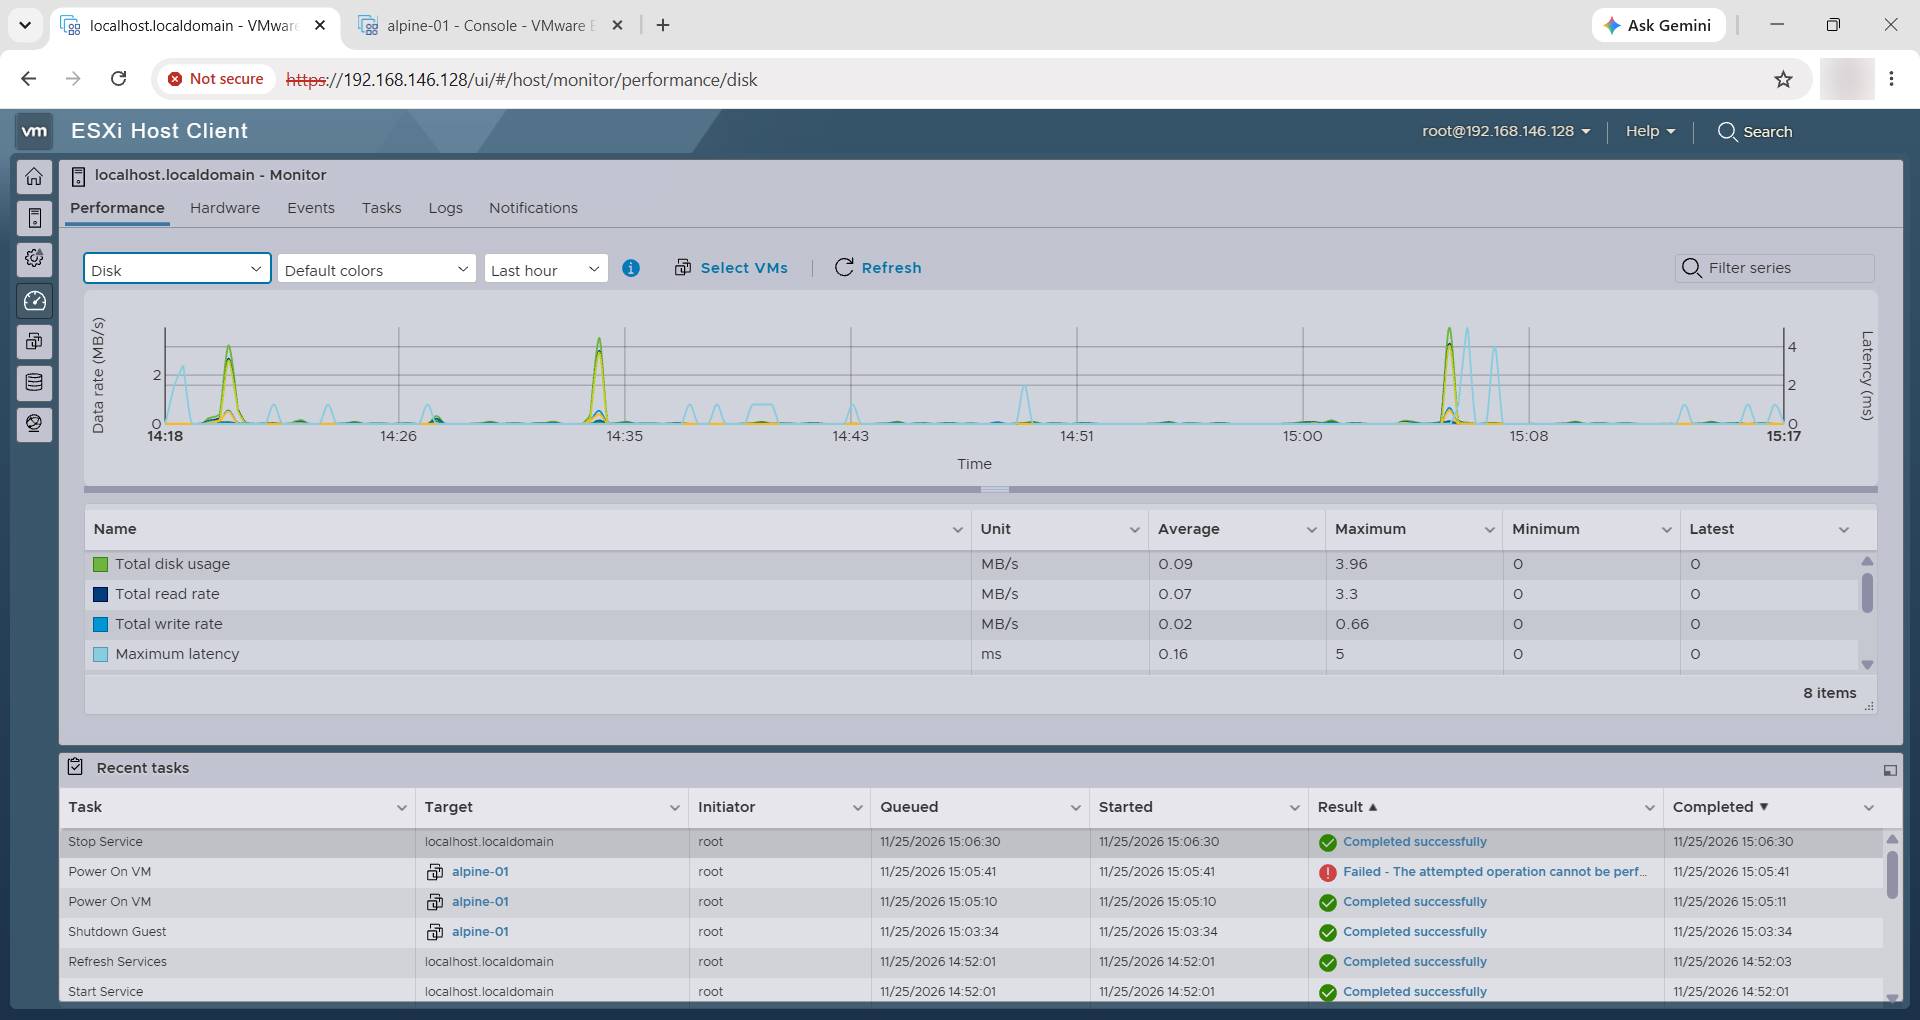 localhost.localdomain - VMware
alpine-01 - Console - VMware E
Ask Gemini
Not secure
https://192.168.146.128/ui/#/host/monitor/performance/disk
vm
ESXi Host Client
root@192.168.146.128
Help
Search
localhost.localdomain - Monitor
Performance
Hardware
Events
Tasks
Logs
Notifications
Disk
Default colors
Last hour
Select VMs
Refresh
Filter series
Data rate (MB/s)
2
0
4
2
0
Latency (ms)
14:18
14:26
14:35
14:43
14:51
15:00
15:08
15:17
Time
Name Unit Average Maximum Minimum Latest
Total disk usage MB/s 0.09 3.96 0 0
Total read rate MB/s 0.07 3.3 0 0
Total write rate MB/s 0.02 0.66 0 0
Maximum latency ms 0.16 5 0 0
8 items
Recent tasks
Task Target Initiator Queued Started Result Completed
Stop Service localhost.localdomain root 11/25/2026 15:06:30 11/25/2026 15:06:30 Completed successfully 11/25/2026 15:06:30
Power On VM alpine-01 root 11/25/2026 15:05:41 11/25/2026 15:05:41 Failed - The attempted operation cannot be perf... 11/25/2026 15:05:41
Power On VM alpine-01 root 11/25/2026 15:05:10 11/25/2026 15:05:10 Completed successfully 11/25/2026 15:05:11
Shutdown Guest alpine-01 root 11/25/2026 15:03:34 11/25/2026 15:03:34 Completed successfully 11/25/2026 15:03:34
Refresh Services localhost.localdomain root 11/25/2026 14:52:01 11/25/2026 14:52:01 Completed successfully 11/25/2026 14:52:03
Start Service localhost.localdomain root 11/25/2026 14:52:01 11/25/2026 14:52:01 Completed successfully 11/25/2026 14:52:01